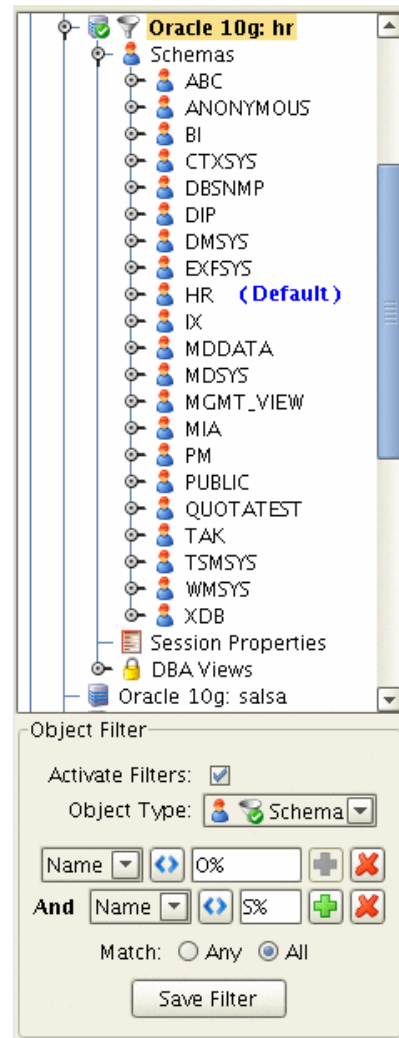 Oracle 10g: hr
Schemas
ABC
ANONYMOUS
BI
CTXSYS
DBSNMP
DIP
DMSYS
EXFSYS
HR (Default)
IX
MDDATA
MDSYS
MGMT_VIEW
MIA
PM
PUBLIC
QUOTATEST
TAK
TSMSYS
WMSYS
XDB
Session Properties
DBA Views
Oracle 10g: salsa
Object Filter
Activate Filters:
Object Type: Schema
Name <> O%
And Name <> S%
Match: Any All
Save Filter